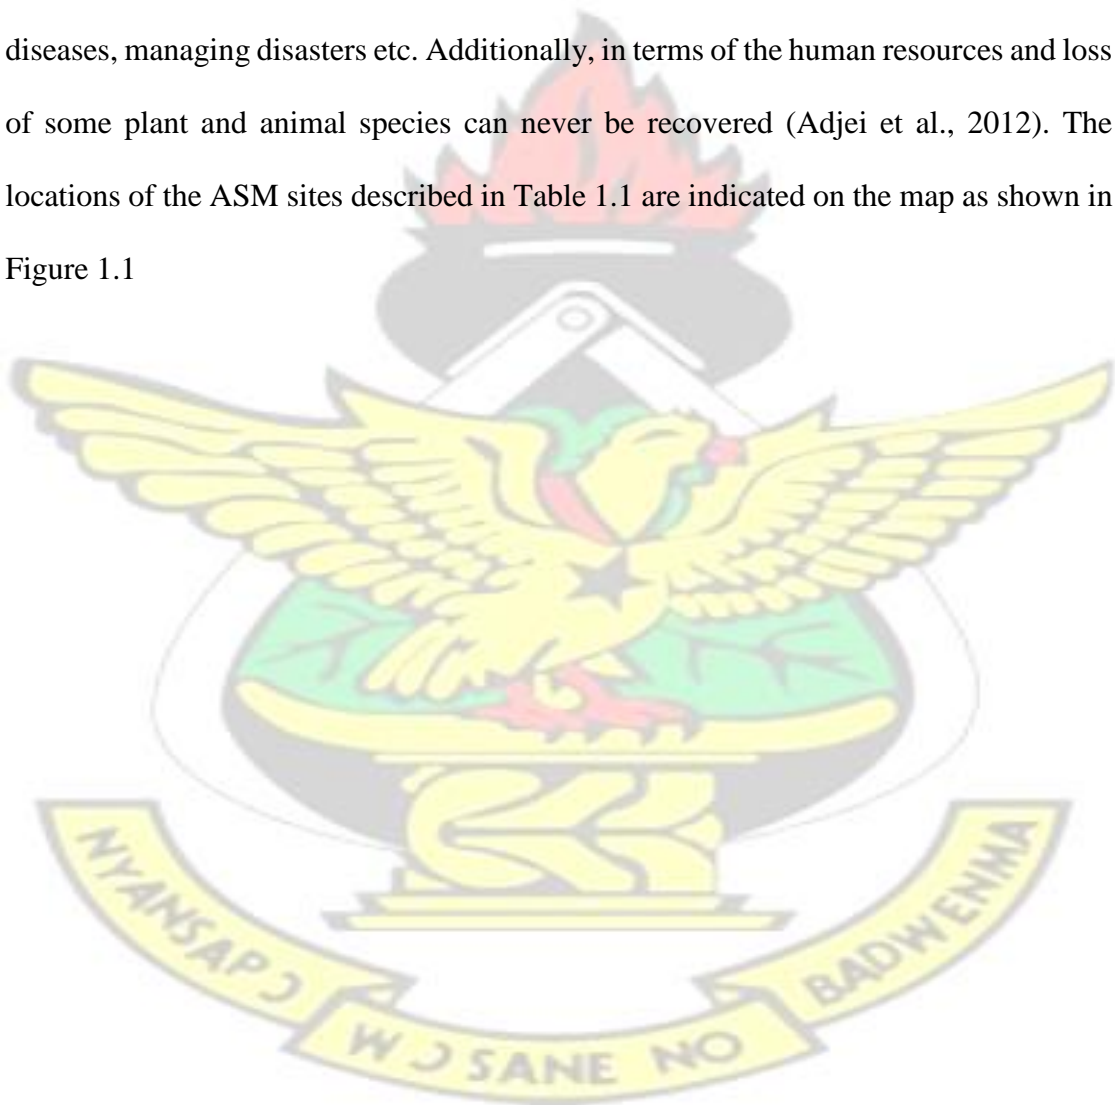 diseases, managing disasters etc. Additionally, in terms of the human resources and loss
of some plant and animal species can never be recovered (Adjei et al., 2012). The
locations of the ASM sites described in Table 1.1 are indicated on the map as shown in
Figure 1.1
NYANSAP Ɔ
W Ɔ SANE NO
BADWENMA